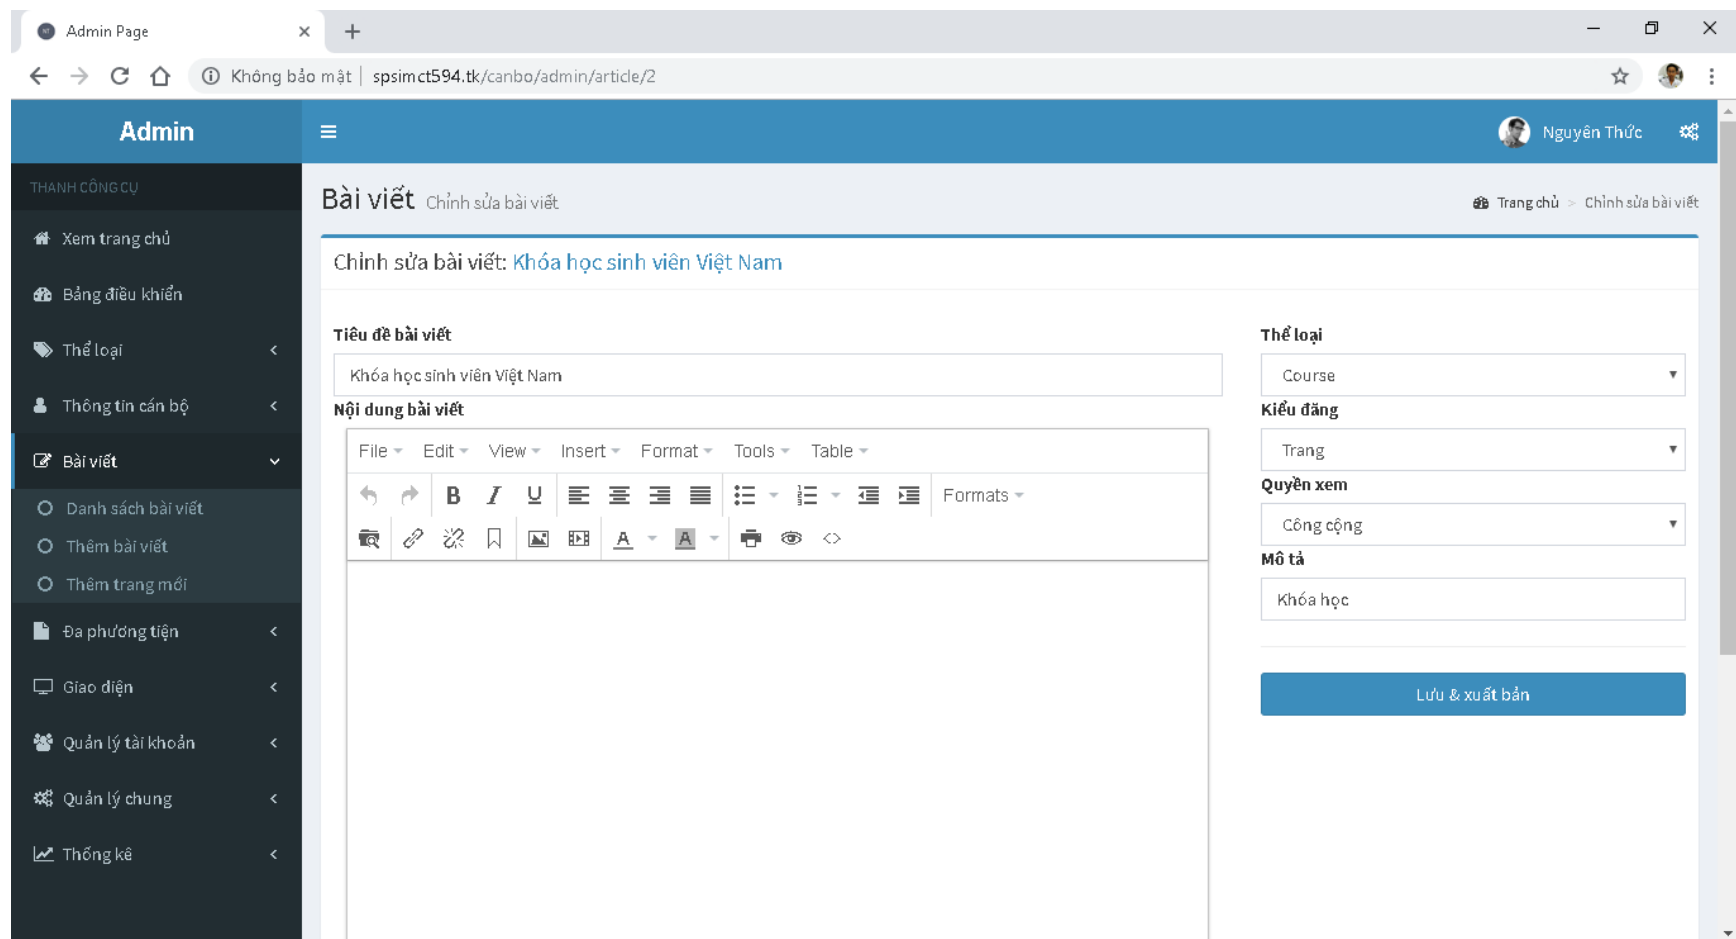 Admin Page
Không bảo mật | spsimct594.tk/canbo/admin/article/2
Admin
Nguyên Thức
THANH CÔNG CỤ
Xem trang chủ
Bảng điều khiển
Thể loại
Thông tin cán bộ
Bài viết
Danh sách bài viết
Thêm bài viết
Thêm trang mới
Đa phương tiện
Giao diện
Quản lý tài khoản
Quản lý chung
Thống kê
Bài viết Chỉnh sửa bài viết
Trang chủ > Chỉnh sửa bài viết
Chỉnh sửa bài viết: Khóa học sinh viên Việt Nam
Tiêu đề bài viết
Khóa học sinh viên Việt Nam
Nội dung bài viết
File Edit View Insert Format Tools Table
B I U Formats
A A
Thể loại
Course
Kiểu đăng
Trang
Quyền xem
Công cộng
Mô tả
Khóa học
Lưu & xuất bản